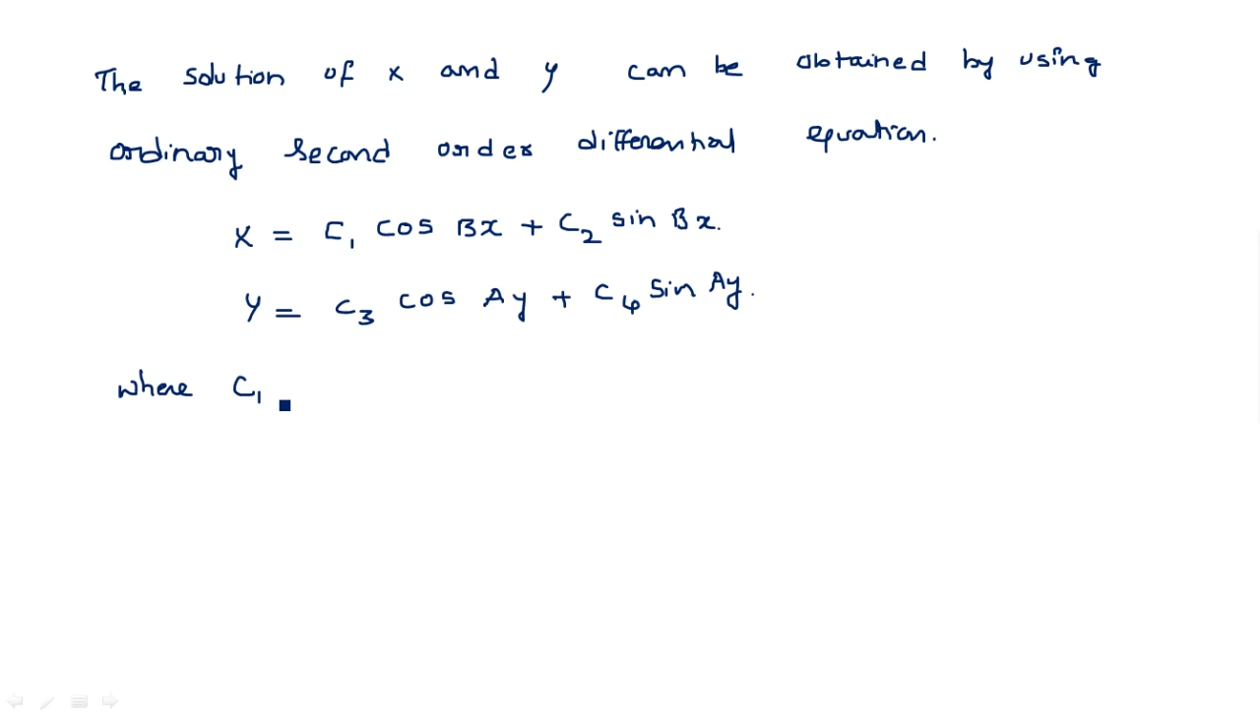 The solution of x and y can be obtained by using
ordinary second order differential equation.
X = C₁ cos Bx + C₂ sin Bx.
Y = C₃ cos Ay + C₄ sin Ay.
where C₁